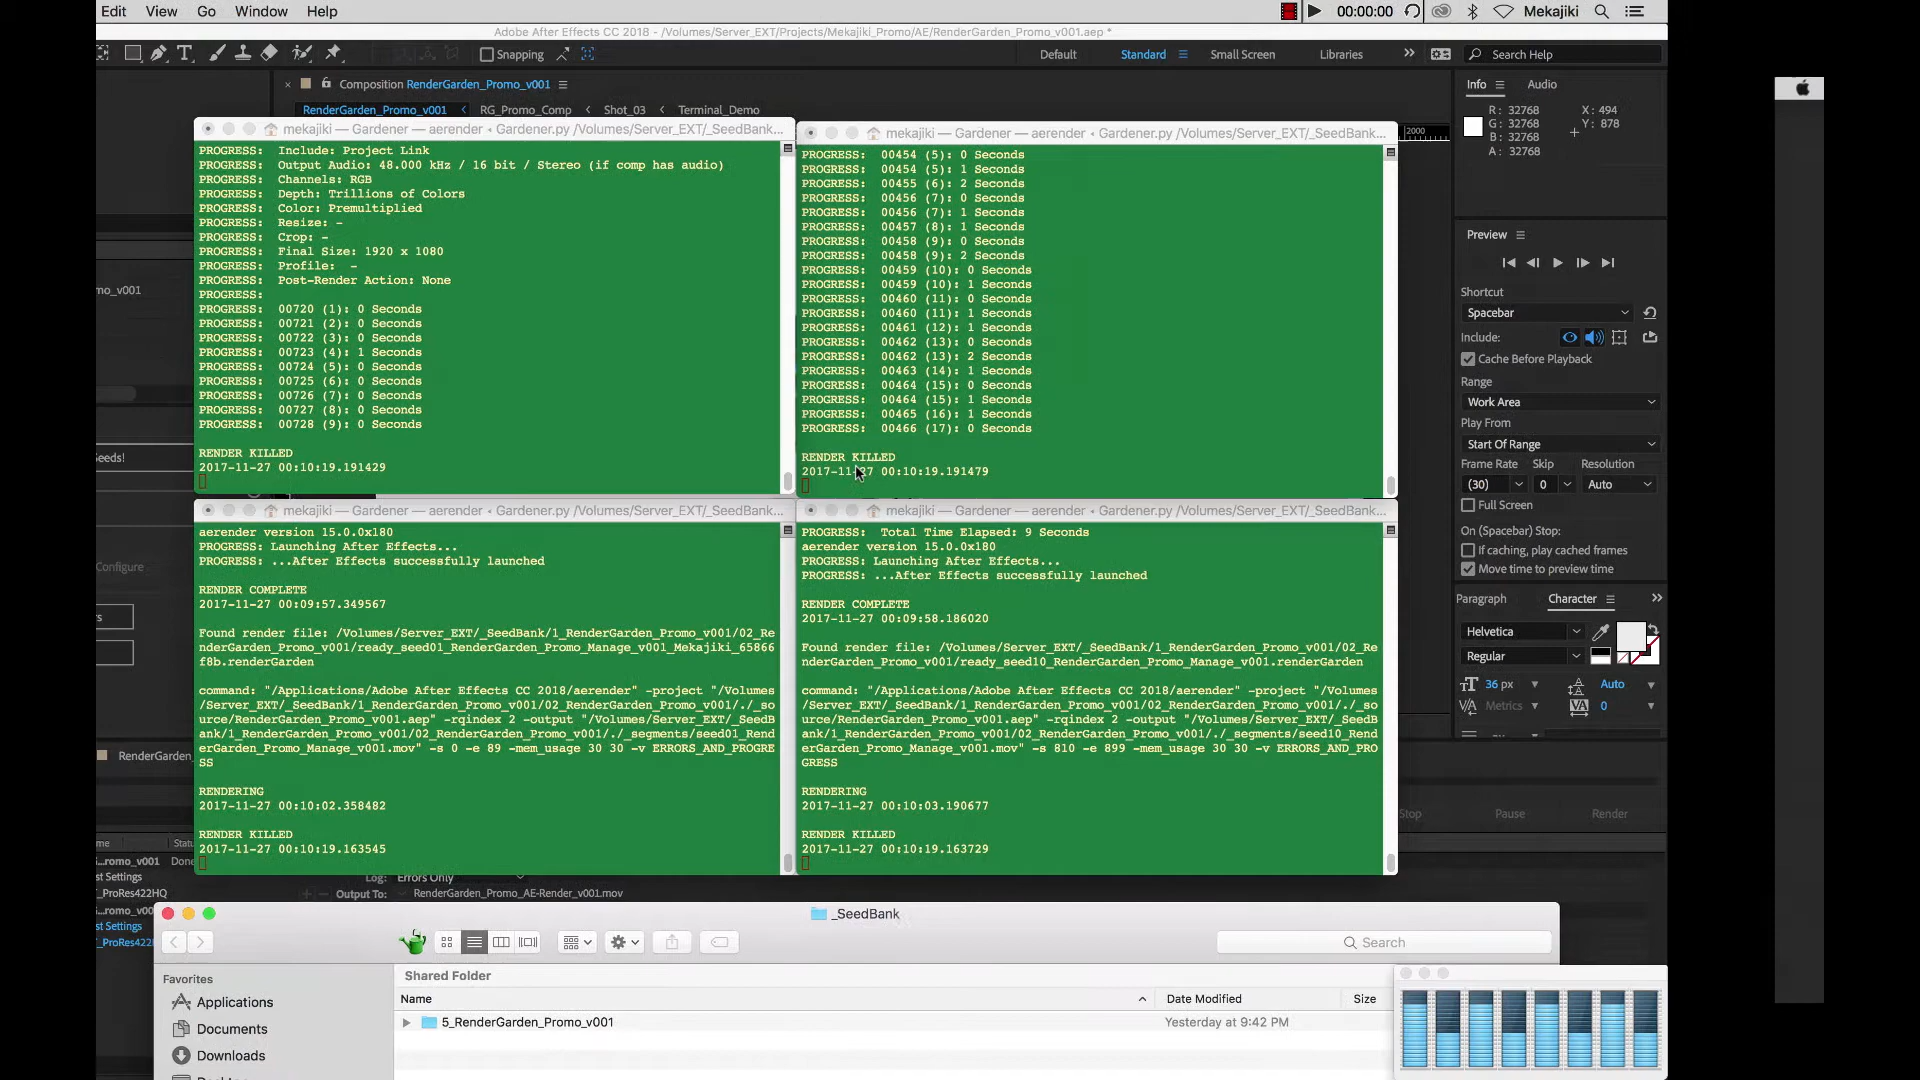 Edit View Go Window Help 00:00:00 Mekajiki
Adobe After Effects CC 2018 - /Volumes/Server_EXT/Projects/Mekajiki_Promo/AE/RenderGarden_Promo_v001.aep *
Snapping Default Standard Small Screen Libraries Search Help
Composition RenderGarden_Promo_v001
RenderGarden_Promo_v001 RG_Promo_Comp Shot_03 Terminal_Demo
mekajiki — Gardener — aerender ◂ Gardener.py /Volumes/Server_EXT/_SeedBank...
PROGRESS: Include: Project Link
PROGRESS: Output Audio: 48.000 kHz / 16 bit / Stereo (if comp has audio)
PROGRESS: Channels: RGB
PROGRESS: Depth: Trillions of Colors
PROGRESS: Color: Premultiplied
PROGRESS: Resize: -
PROGRESS: Crop: -
PROGRESS: Final Size: 1920 x 1080
PROGRESS: Profile: -
PROGRESS: Post-Render Action: None
PROGRESS:
PROGRESS: 00720 (1): 0 Seconds
PROGRESS: 00721 (2): 0 Seconds
PROGRESS: 00722 (3): 0 Seconds
PROGRESS: 00723 (4): 1 Seconds
PROGRESS: 00724 (5): 0 Seconds
PROGRESS: 00725 (6): 0 Seconds
PROGRESS: 00726 (7): 0 Seconds
PROGRESS: 00727 (8): 0 Seconds
PROGRESS: 00728 (9): 0 Seconds
RENDER KILLED
2017-11-27 00:10:19.191429
mekajiki — Gardener — aerender ◂ Gardener.py /Volumes/Server_EXT/_SeedBank...
PROGRESS: 00454 (5): 0 Seconds
PROGRESS: 00454 (5): 1 Seconds
PROGRESS: 00455 (6): 2 Seconds
PROGRESS: 00456 (7): 0 Seconds
PROGRESS: 00456 (7): 1 Seconds
PROGRESS: 00457 (8): 1 Seconds
PROGRESS: 00458 (9): 0 Seconds
PROGRESS: 00458 (9): 2 Seconds
PROGRESS: 00459 (10): 0 Seconds
PROGRESS: 00459 (10): 1 Seconds
PROGRESS: 00460 (11): 0 Seconds
PROGRESS: 00460 (11): 1 Seconds
PROGRESS: 00461 (12): 1 Seconds
PROGRESS: 00462 (13): 0 Seconds
PROGRESS: 00462 (13): 2 Seconds
PROGRESS: 00463 (14): 1 Seconds
PROGRESS: 00464 (15): 0 Seconds
PROGRESS: 00464 (15): 1 Seconds
PROGRESS: 00465 (16): 1 Seconds
PROGRESS: 00466 (17): 0 Seconds
RENDER KILLED
2017-11-27 00:10:19.191479
mekajiki — Gardener — aerender ◂ Gardener.py /Volumes/Server_EXT/_SeedBank...
aerender version 15.0.0x180
PROGRESS: Launching After Effects...
PROGRESS: ...After Effects successfully launched
RENDER COMPLETE
2017-11-27 00:09:57.349567
Found render file: /Volumes/Server_EXT/_SeedBank/1_RenderGarden_Promo_v001/02_Re
nderGarden_Promo_v001/ready_seed01_RenderGarden_Promo_Manage_v001_Mekajiki_65866
f8b.renderGarden
command: "/Applications/Adobe After Effects CC 2018/aerender" -project "/Volumes
/Server_EXT/_SeedBank/1_RenderGarden_Promo_v001/02_RenderGarden_Promo_v001/./_so
urce/RenderGarden_Promo_v001.aep" -rqindex 2 -output "/Volumes/Server_EXT/_SeedB
ank/1_RenderGarden_Promo_v001/02_RenderGarden_Promo_v001/./_segments/seed01_Rend
erGarden_Promo_Manage_v001.mov" -s 0 -e 89 -mem_usage 30 30 -v ERRORS_AND_PROGRE
SS
RENDERING
2017-11-27 00:10:02.358482
RENDER KILLED
2017-11-27 00:10:19.163545
mekajiki — Gardener — aerender ◂ Gardener.py /Volumes/Server_EXT/_SeedBank...
PROGRESS: Total Time Elapsed: 9 Seconds
aerender version 15.0.0x180
PROGRESS: Launching After Effects...
PROGRESS: ...After Effects successfully launched
RENDER COMPLETE
2017-11-27 00:09:58.186020
Found render file: /Volumes/Server_EXT/_SeedBank/1_RenderGarden_Promo_v001/02_Re
nderGarden_Promo_v001/ready_seed10_RenderGarden_Promo_Manage_v001.renderGarden
command: "/Applications/Adobe After Effects CC 2018/aerender" -project "/Volumes
/Server_EXT/_SeedBank/1_RenderGarden_Promo_v001/02_RenderGarden_Promo_v001/./_so
urce/RenderGarden_Promo_v001.aep" -rqindex 2 -output "/Volumes/Server_EXT/_SeedB
ank/1_RenderGarden_Promo_v001/02_RenderGarden_Promo_v001/./_segments/seed10_Rend
erGarden_Promo_Manage_v001.mov" -s 810 -e 899 -mem_usage 30 30 -v ERRORS_AND_PRO
GRESS
RENDERING
2017-11-27 00:10:03.190677
RENDER KILLED
2017-11-27 00:10:19.163729
2000
Info Audio
R: 32768 X: 494
G: 32768 Y: 878
B: 32768
A: 32768
Preview
Shortcut
Spacebar
Include:
Cache Before Playback
Range
Work Area
Play From
Start Of Range
Frame Rate Skip Resolution
(30) 0 Auto
Full Screen
On (Spacebar) Stop:
If caching, play cached frames
Move time to preview time
Paragraph Character
Helvetica
Regular
36 px Auto
Metrics 0
Stop Pause Render
mo_v001
Seeds!
Configure
rs
RenderGarden_
me Statu
S...romo_v001 Done
st Settings
T_ProRes422HQ
S...romo_v00
st Settings
T_ProRes422H
Log: Errors Only
Output To: RenderGarden_Promo_AE-Render_v001.mov
_SeedBank
Search
Favorites
Applications
Documents
Downloads
Shared Folder
Name Date Modified Size
5_RenderGarden_Promo_v001 Yesterday at 9:42 PM